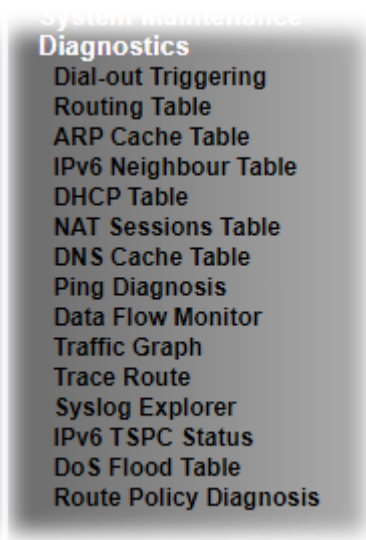 System Maintenance
Diagnostics
Dial-out Triggering
Routing Table
ARP Cache Table
IPv6 Neighbour Table
DHCP Table
NAT Sessions Table
DNS Cache Table
Ping Diagnosis
Data Flow Monitor
Traffic Graph
Trace Route
Syslog Explorer
IPv6 TSPC Status
DoS Flood Table
Route Policy Diagnosis